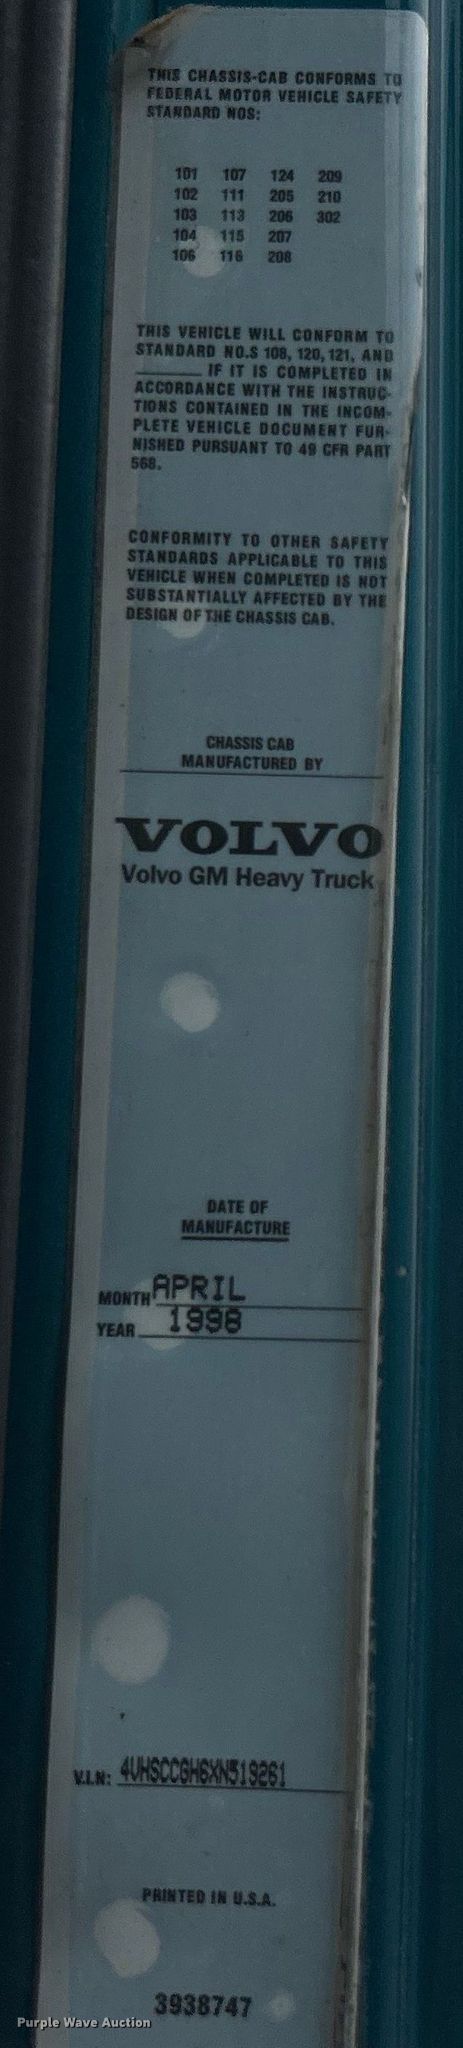 THIS CHASSIS-CAB CONFORMS TO
FEDERAL MOTOR VEHICLE SAFETY
STANDARD NOS:
101 107 124 209
102 111 205 210
103 113 206 302
104 115 207
106 116 208
THIS VEHICLE WILL CONFORM TO
STANDARD NO.S 108, 120, 121, AND
______ IF IT IS COMPLETED IN
ACCORDANCE WITH THE INSTRUC-
TIONS CONTAINED IN THE INCOM-
PLETE VEHICLE DOCUMENT FUR-
NISHED PURSUANT TO 49 CFR PART
568.
CONFORMITY TO OTHER SAFETY
STANDARDS APPLICABLE TO THIS
VEHICLE WHEN COMPLETED IS NOT
SUBSTANTIALLY AFFECTED BY THE
DESIGN OF THE CHASSIS CAB.
CHASSIS CAB
MANUFACTURED BY
VOLVO
Volvo GM Heavy Truck
DATE OF
MANUFACTURE
MONTH APRIL
YEAR 1998
V.I.N: 4VHSCCGH6XN519261
PRINTED IN U.S.A.
3938747
Purple Wave Auction